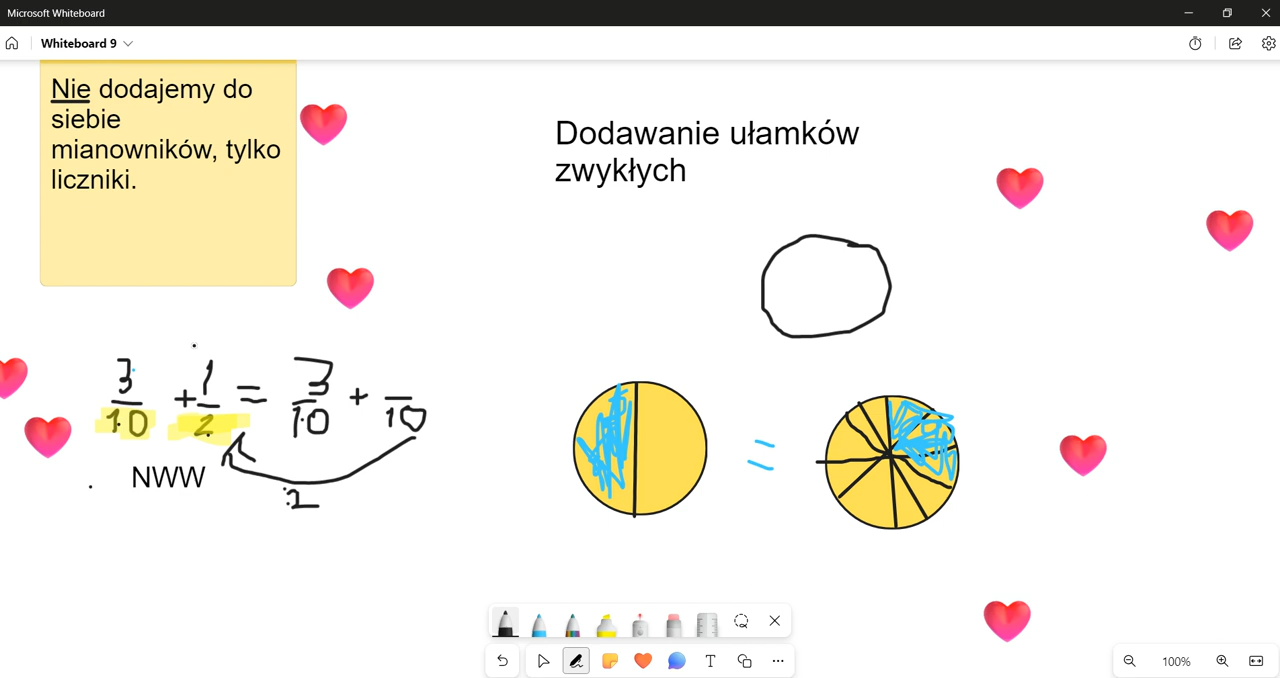 Microsoft Whiteboard
Whiteboard 9
Nie dodajemy do
siebie
mianowników, tylko
liczniki.
Dodawanie ułamków
zwykłych
3/10 + 1/2 = 3/10 + /10
NWW
:2
100%